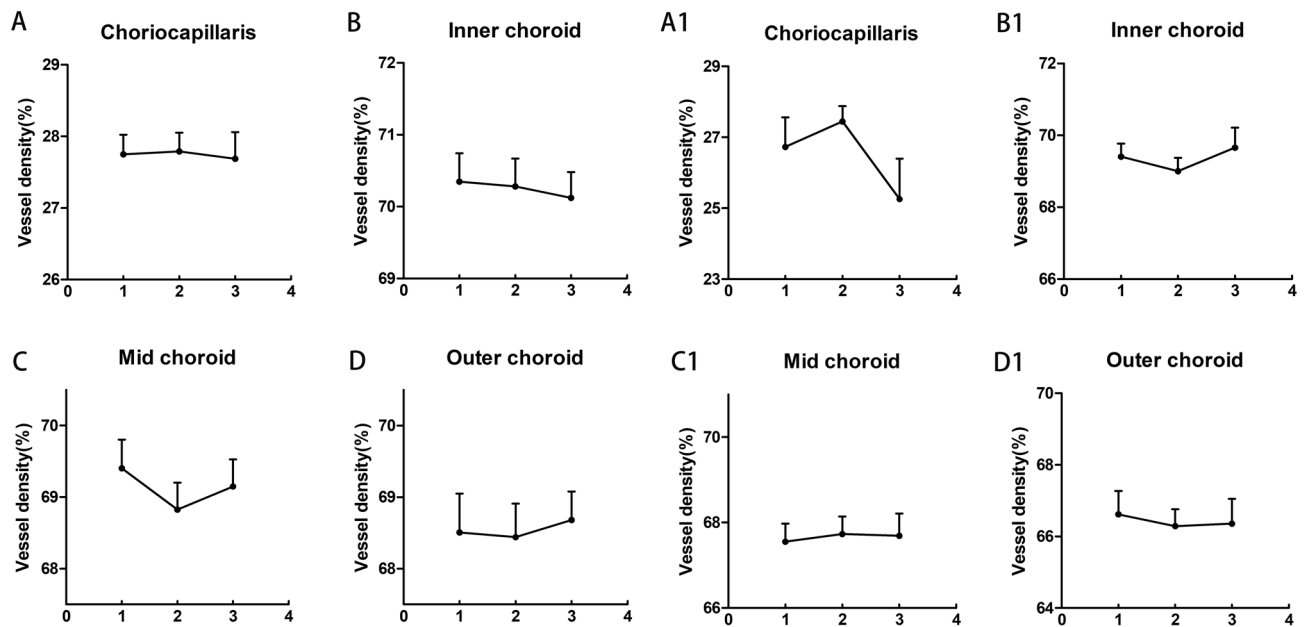 A
Choriocapillaris
Vessel density(%)
29
28
27
26
0
1
2
3
4
B
Inner choroid
Vessel density(%)
72
71
70
69
0
1
2
3
4
A1
Choriocapillaris
Vessel density(%)
29
27
25
23
0
1
2
3
4
B1
Inner choroid
Vessel density(%)
72
70
68
66
0
1
2
3
4
C
Mid choroid
Vessel density(%)
70
69
68
0
1
2
3
4
D
Outer choroid
Vessel density(%)
70
69
68
0
1
2
3
4
C1
Mid choroid
Vessel density(%)
70
68
66
0
1
2
3
4
D1
Outer choroid
Vessel density(%)
70
68
66
64
0
1
2
3
4